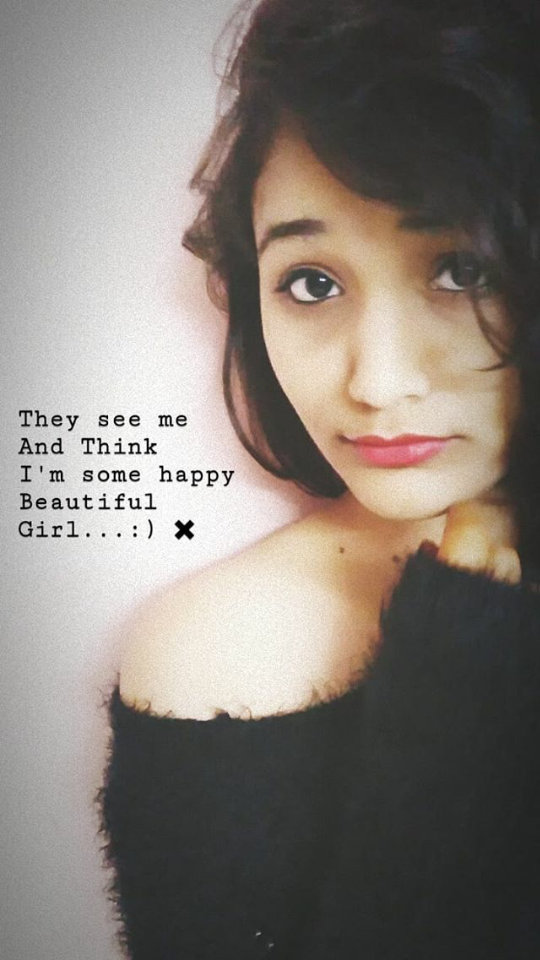 They see me
And Think
I'm some happy
Beautiful
Girl...:) ✖